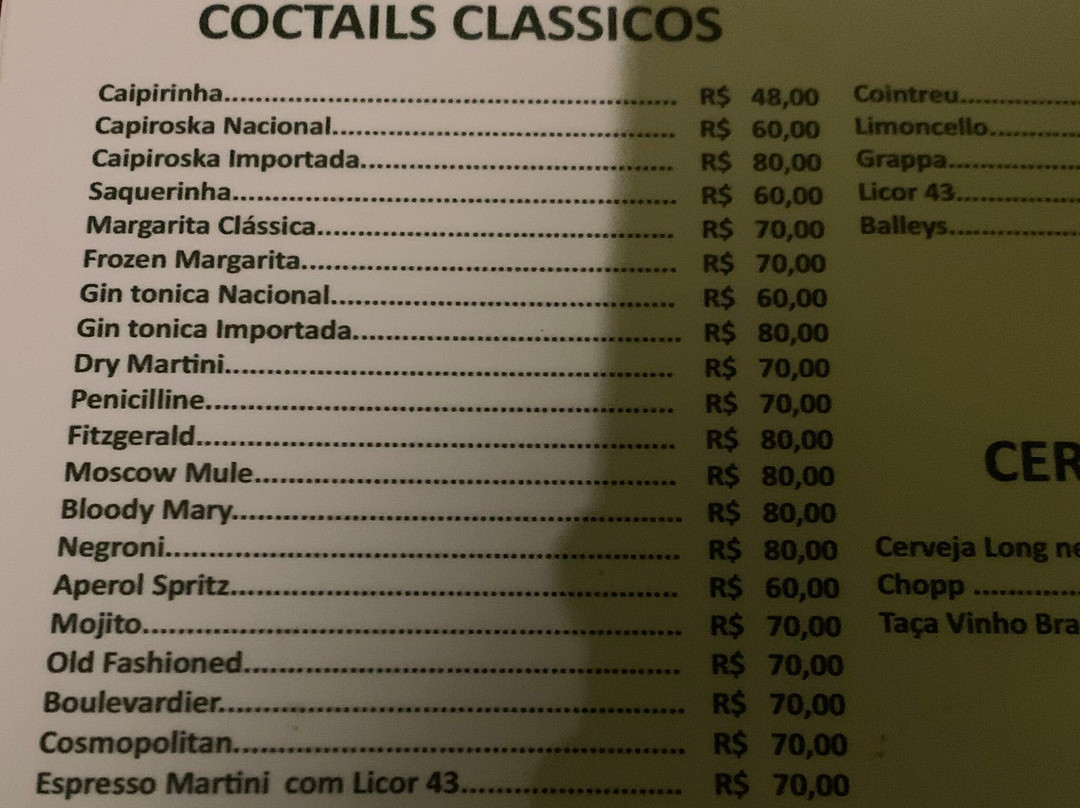 COCTAILS CLASSICOS
Caipirinha........................................................ R$ 48,00
Capiroska Nacional........................................... R$ 60,00
Caipiroska Importada....................................... R$ 80,00
Saquerinha....................................................... R$ 60,00
Margarita Clássica............................................ R$ 70,00
Frozen Margarita.............................................. R$ 70,00
Gin tonica Nacional.......................................... R$ 60,00
Gin tonica Importada........................................ R$ 80,00
Dry Martini....................................................... R$ 70,00
Penicilline......................................................... R$ 70,00
Fitzgerald.......................................................... R$ 80,00
Moscow Mule................................................... R$ 80,00
Bloody Mary...................................................... R$ 80,00
Negroni.............................................................. R$ 80,00
Aperol Spritz...................................................... R$ 60,00
Mojito................................................................ R$ 70,00
Old Fashioned.................................................... R$ 70,00
Boulevardier....................................................... R$ 70,00
Cosmopolitan..................................................... R$ 70,00
Espresso Martini com Licor 43........................... R$ 70,00
Cointreu...............
Limoncello...........
Grappa................
Licor 43...............
Balleys................
CER
Cerveja Long ne
Chopp .............
Taça Vinho Bra